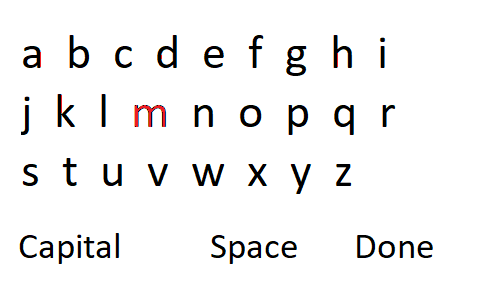 a b c d e f g h i
j k l m n o p q r
s t u v w x y z
Capital Space Done